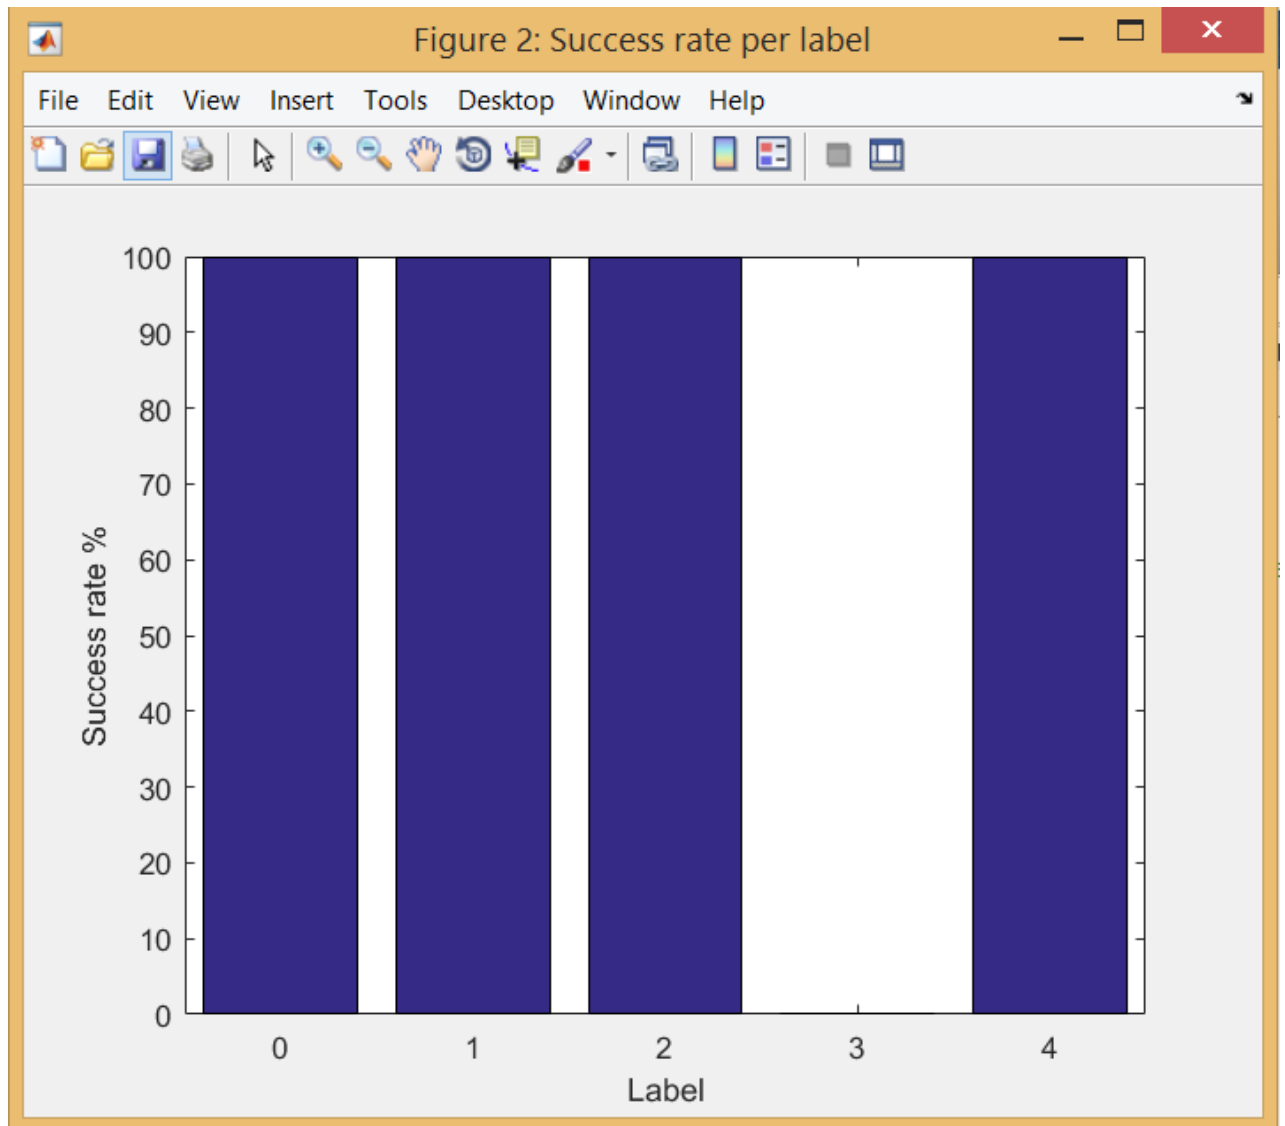 Figure 2: Success rate per label
File Edit View Insert Tools Desktop Window Help
100
90
80
70
60
50
40
30
20
10
0
Success rate %
0 1 2 3 4
Label